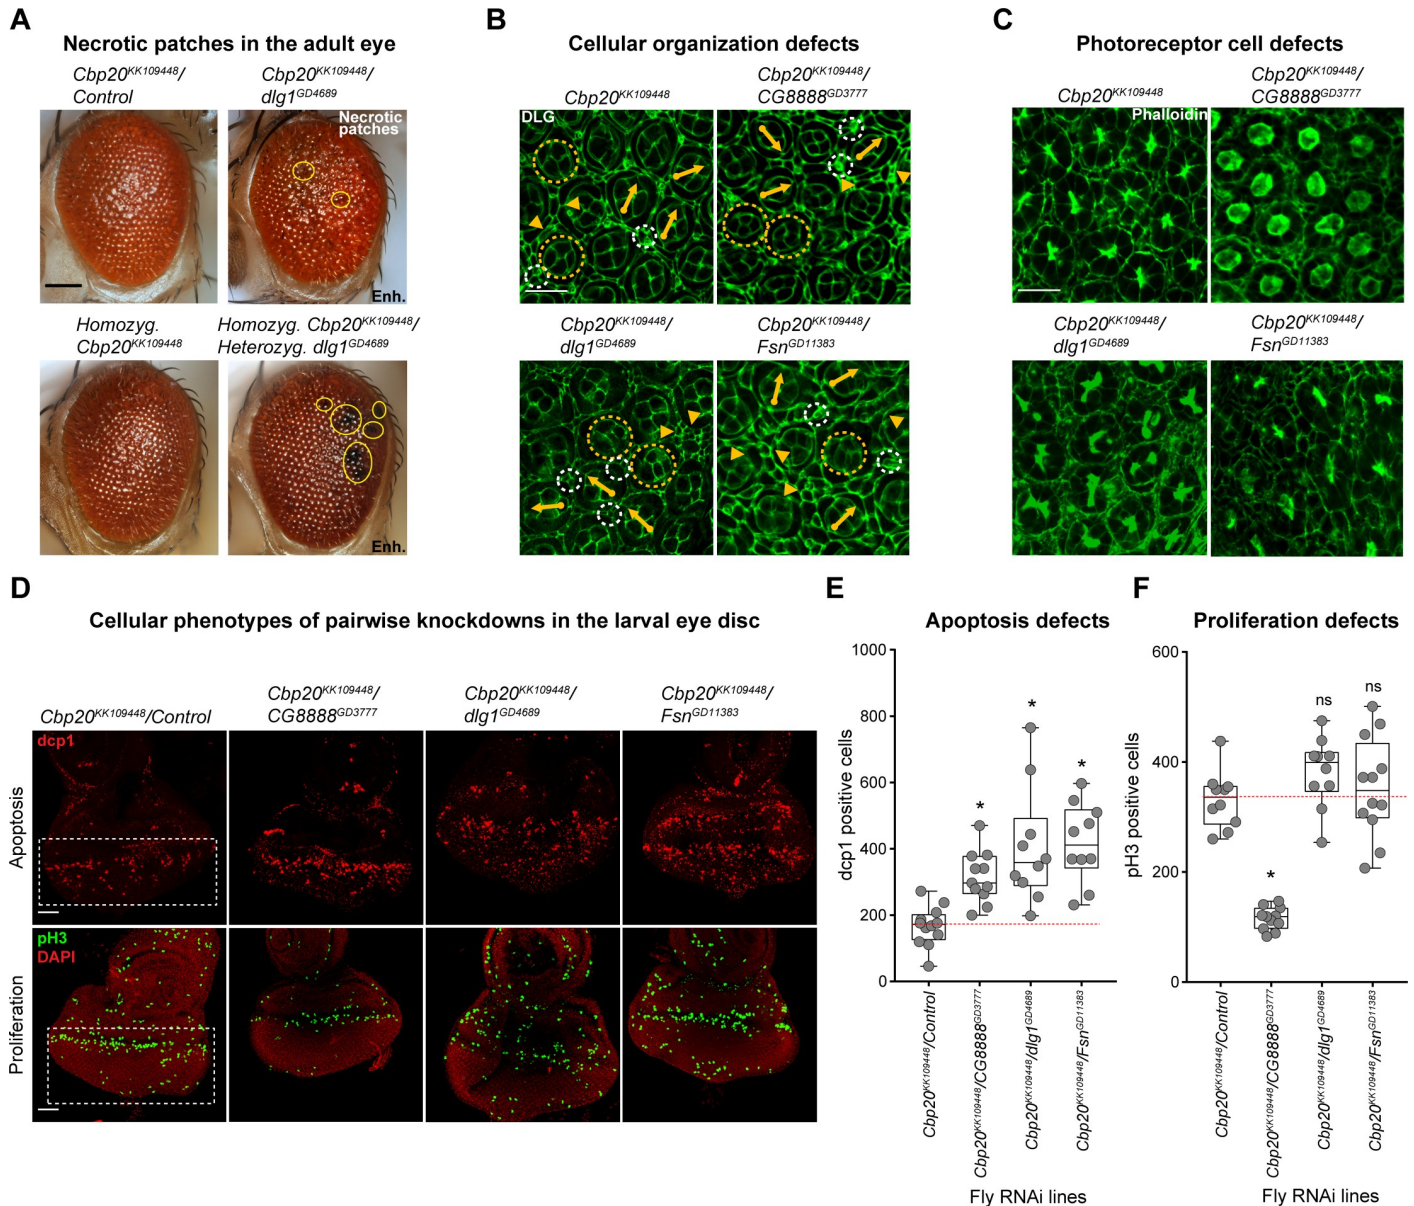 A
Necrotic patches in the adult eye
Cbp20KK109448/
Control
Cbp20KK109448/
dlg1GD4689
Necrotic
patches
Enh.
Homozyg.
Cbp20KK109448
Homozyg. Cbp20KK109448/
Heterozyg. dlg1GD4689
Enh.
B
Cellular organization defects
Cbp20KK109448
Cbp20KK109448/
CG8888GD3777
DLG
Cbp20KK109448/
dlg1GD4689
Cbp20KK109448/
FsnGD11383
C
Photoreceptor cell defects
Cbp20KK109448
Cbp20KK109448/
CG8888GD3777
Phalloidin
Cbp20KK109448/
dlg1GD4689
Cbp20KK109448/
FsnGD11383
D
Cellular phenotypes of pairwise knockdowns in the larval eye disc
Cbp20KK109448/Control
Cbp20KK109448/
CG8888GD3777
Cbp20KK109448/
dlg1GD4689
Cbp20KK109448/
FsnGD11383
Apoptosis
dcp1
Proliferation
pH3
DAPI
E
Apoptosis defects
dcp1 positive cells
1000
800
600
400
200
0
*
*
*
Cbp20KK109448/Control
Cbp20KK109448/CG8888GD3777
Cbp20KK109448/dlg1GD4689
Cbp20KK109448/FsnGD11383
Fly RNAi lines
F
Proliferation defects
pH3 positive cells
600
400
200
0
*
ns
ns
Cbp20KK109448/Control
Cbp20KK109448/CG8888GD3777
Cbp20KK109448/dlg1GD4689
Cbp20KK109448/FsnGD11383
Fly RNAi lines